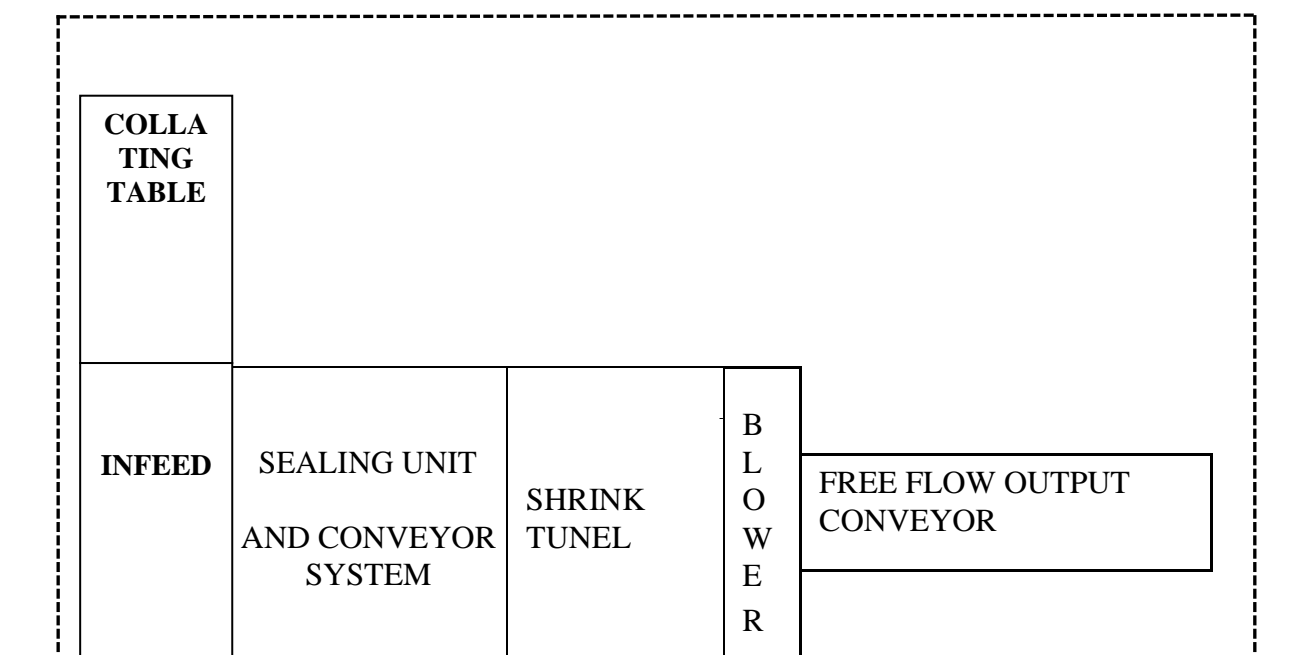 COLLA
TING
TABLE
INFEED
SEALING UNIT
AND CONVEYOR
SYSTEM
SHRINK
TUNEL
B
L
O
W
E
R
FREE FLOW OUTPUT
CONVEYOR